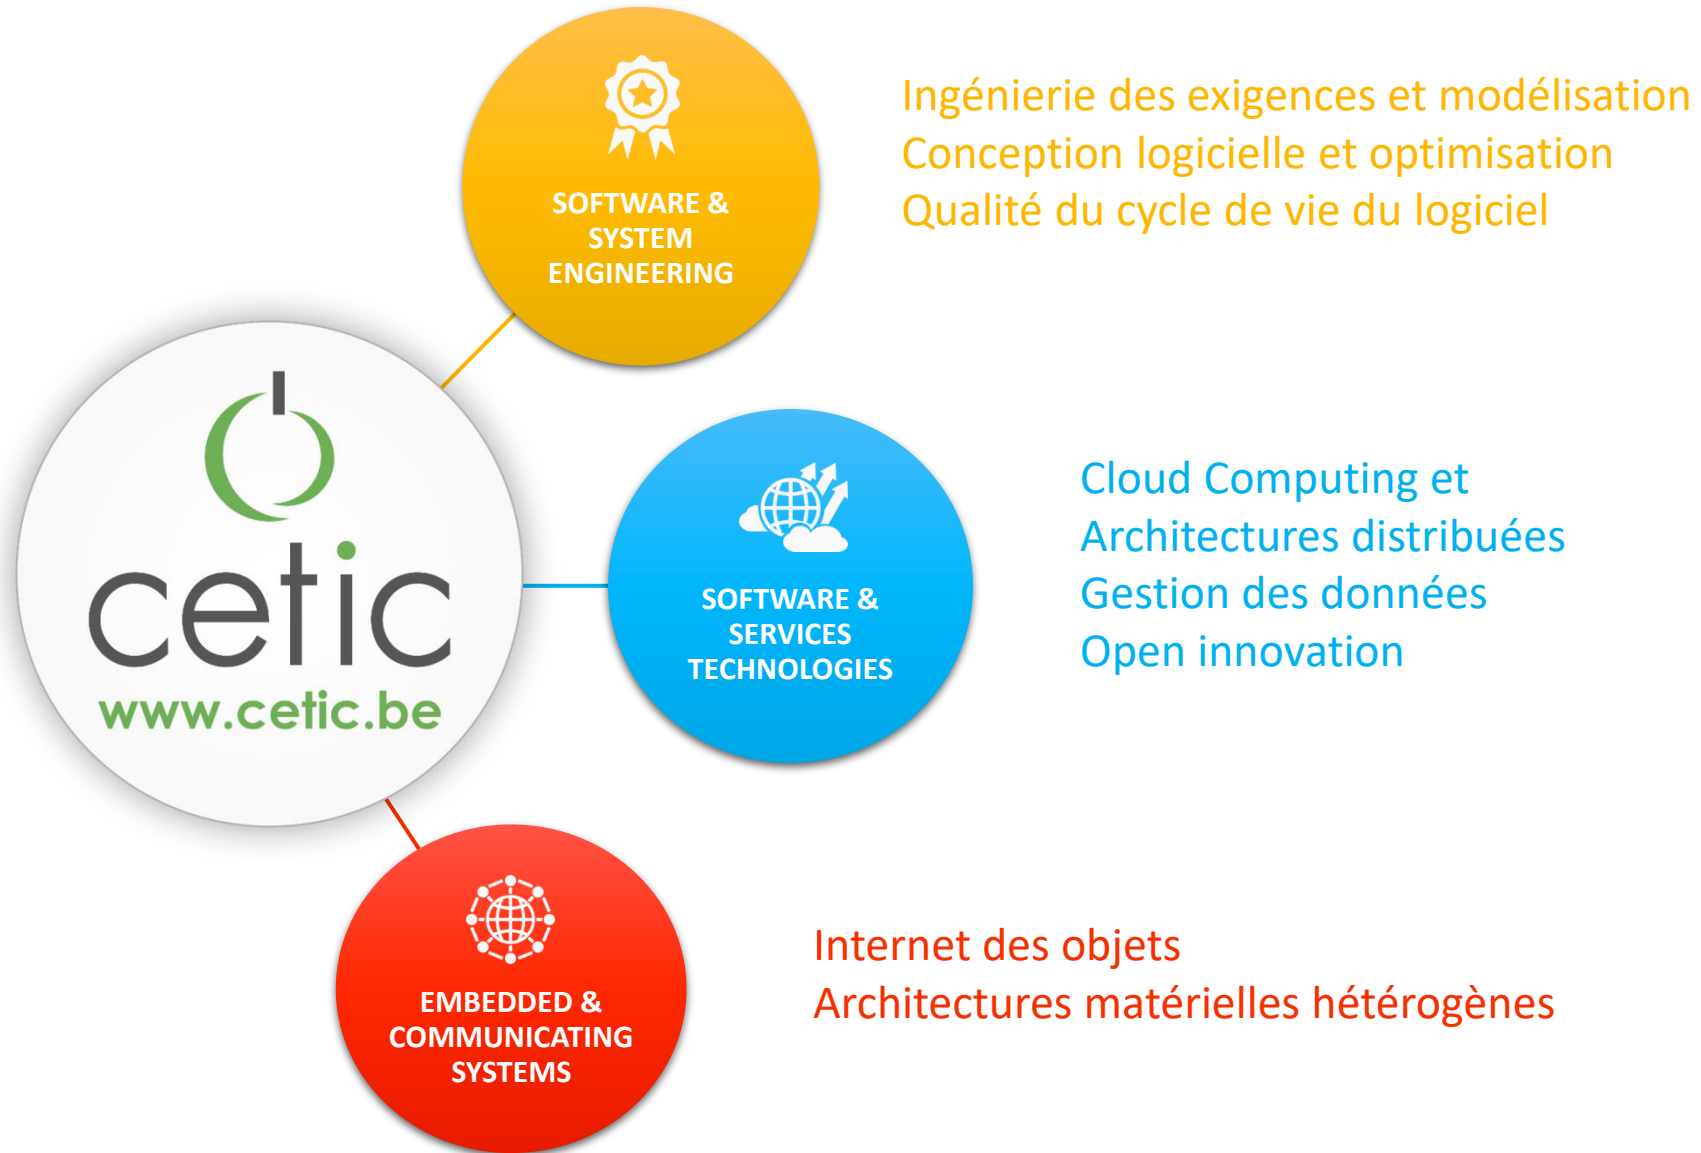 SOFTWARE &
SYSTEM
ENGINEERING
Ingénierie des exigences et modélisation
Conception logicielle et optimisation
Qualité du cycle de vie du logiciel
cetic
www.cetic.be
SOFTWARE &
SERVICES
TECHNOLOGIES
Cloud Computing et
Architectures distribuées
Gestion des données
Open innovation
EMBEDDED &
COMMUNICATING
SYSTEMS
Internet des objets
Architectures matérielles hétérogènes